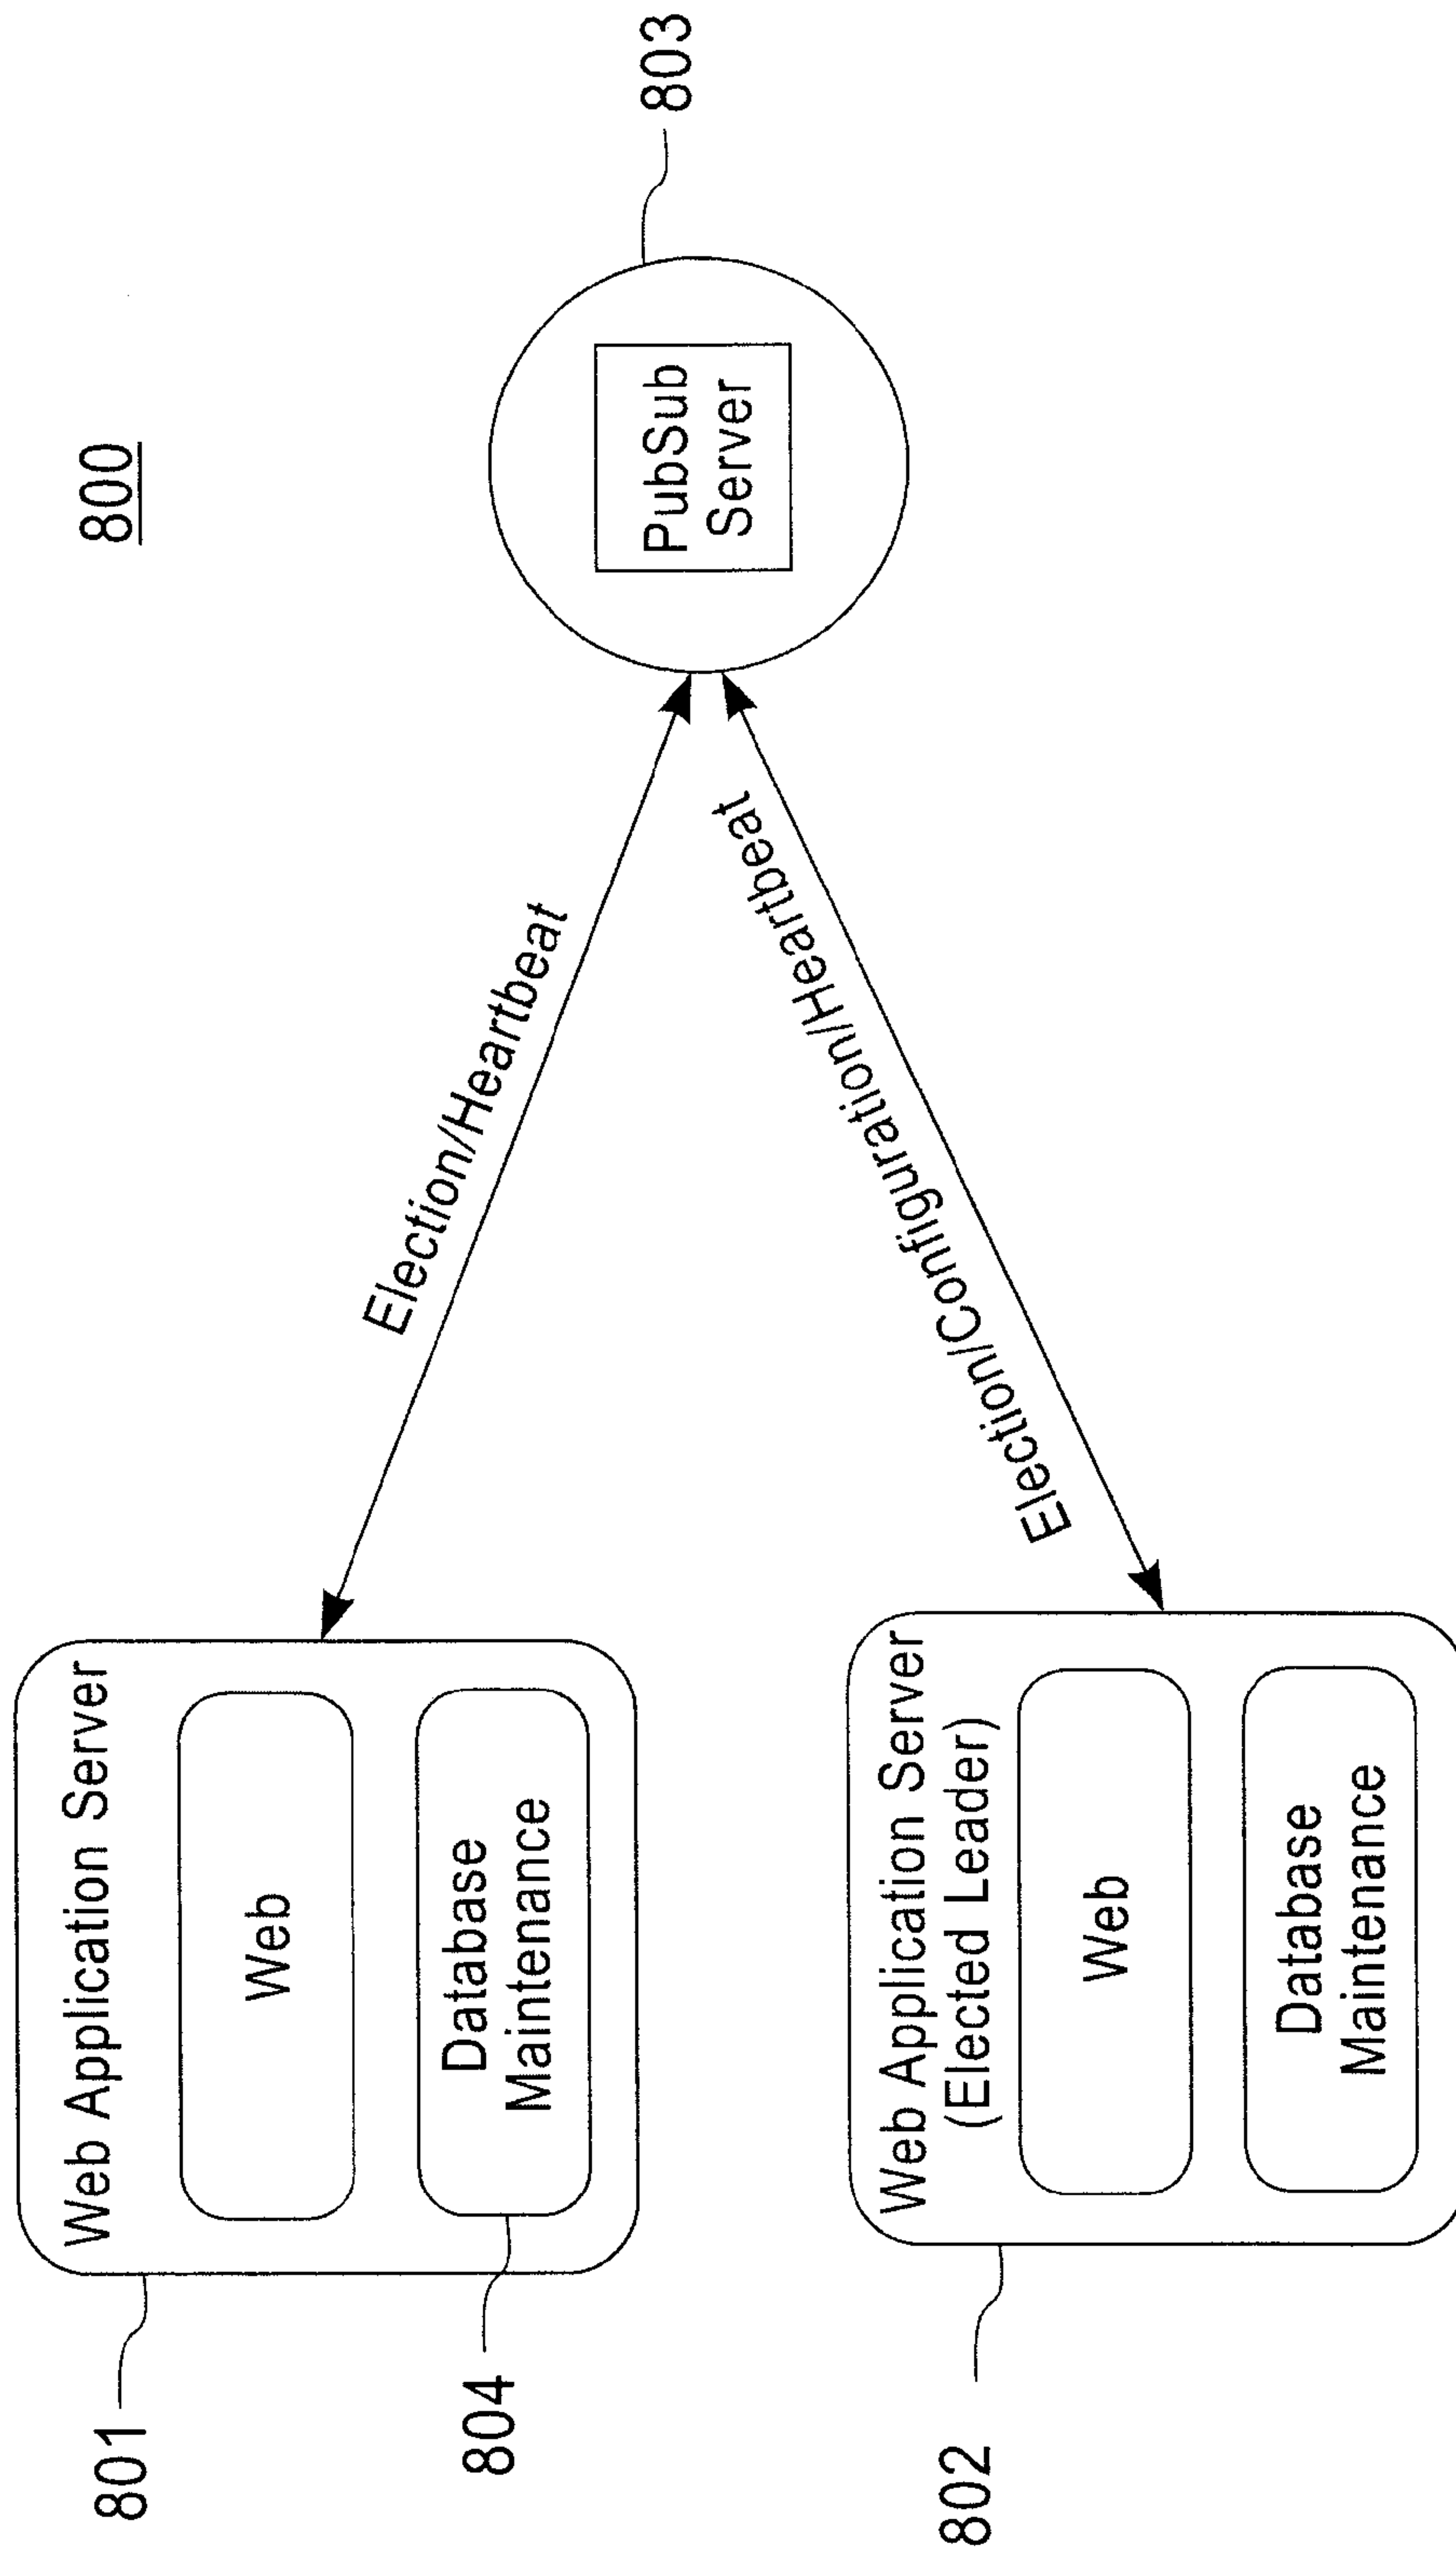 800
801
Web Application Server
Web
804
Database
Maintenance
Election/Heartbeat
PubSub
Server
803
802
Web Application Server
(Elected Leader)
Web
Database
Maintenance
Election/Configuration/Heartbeat